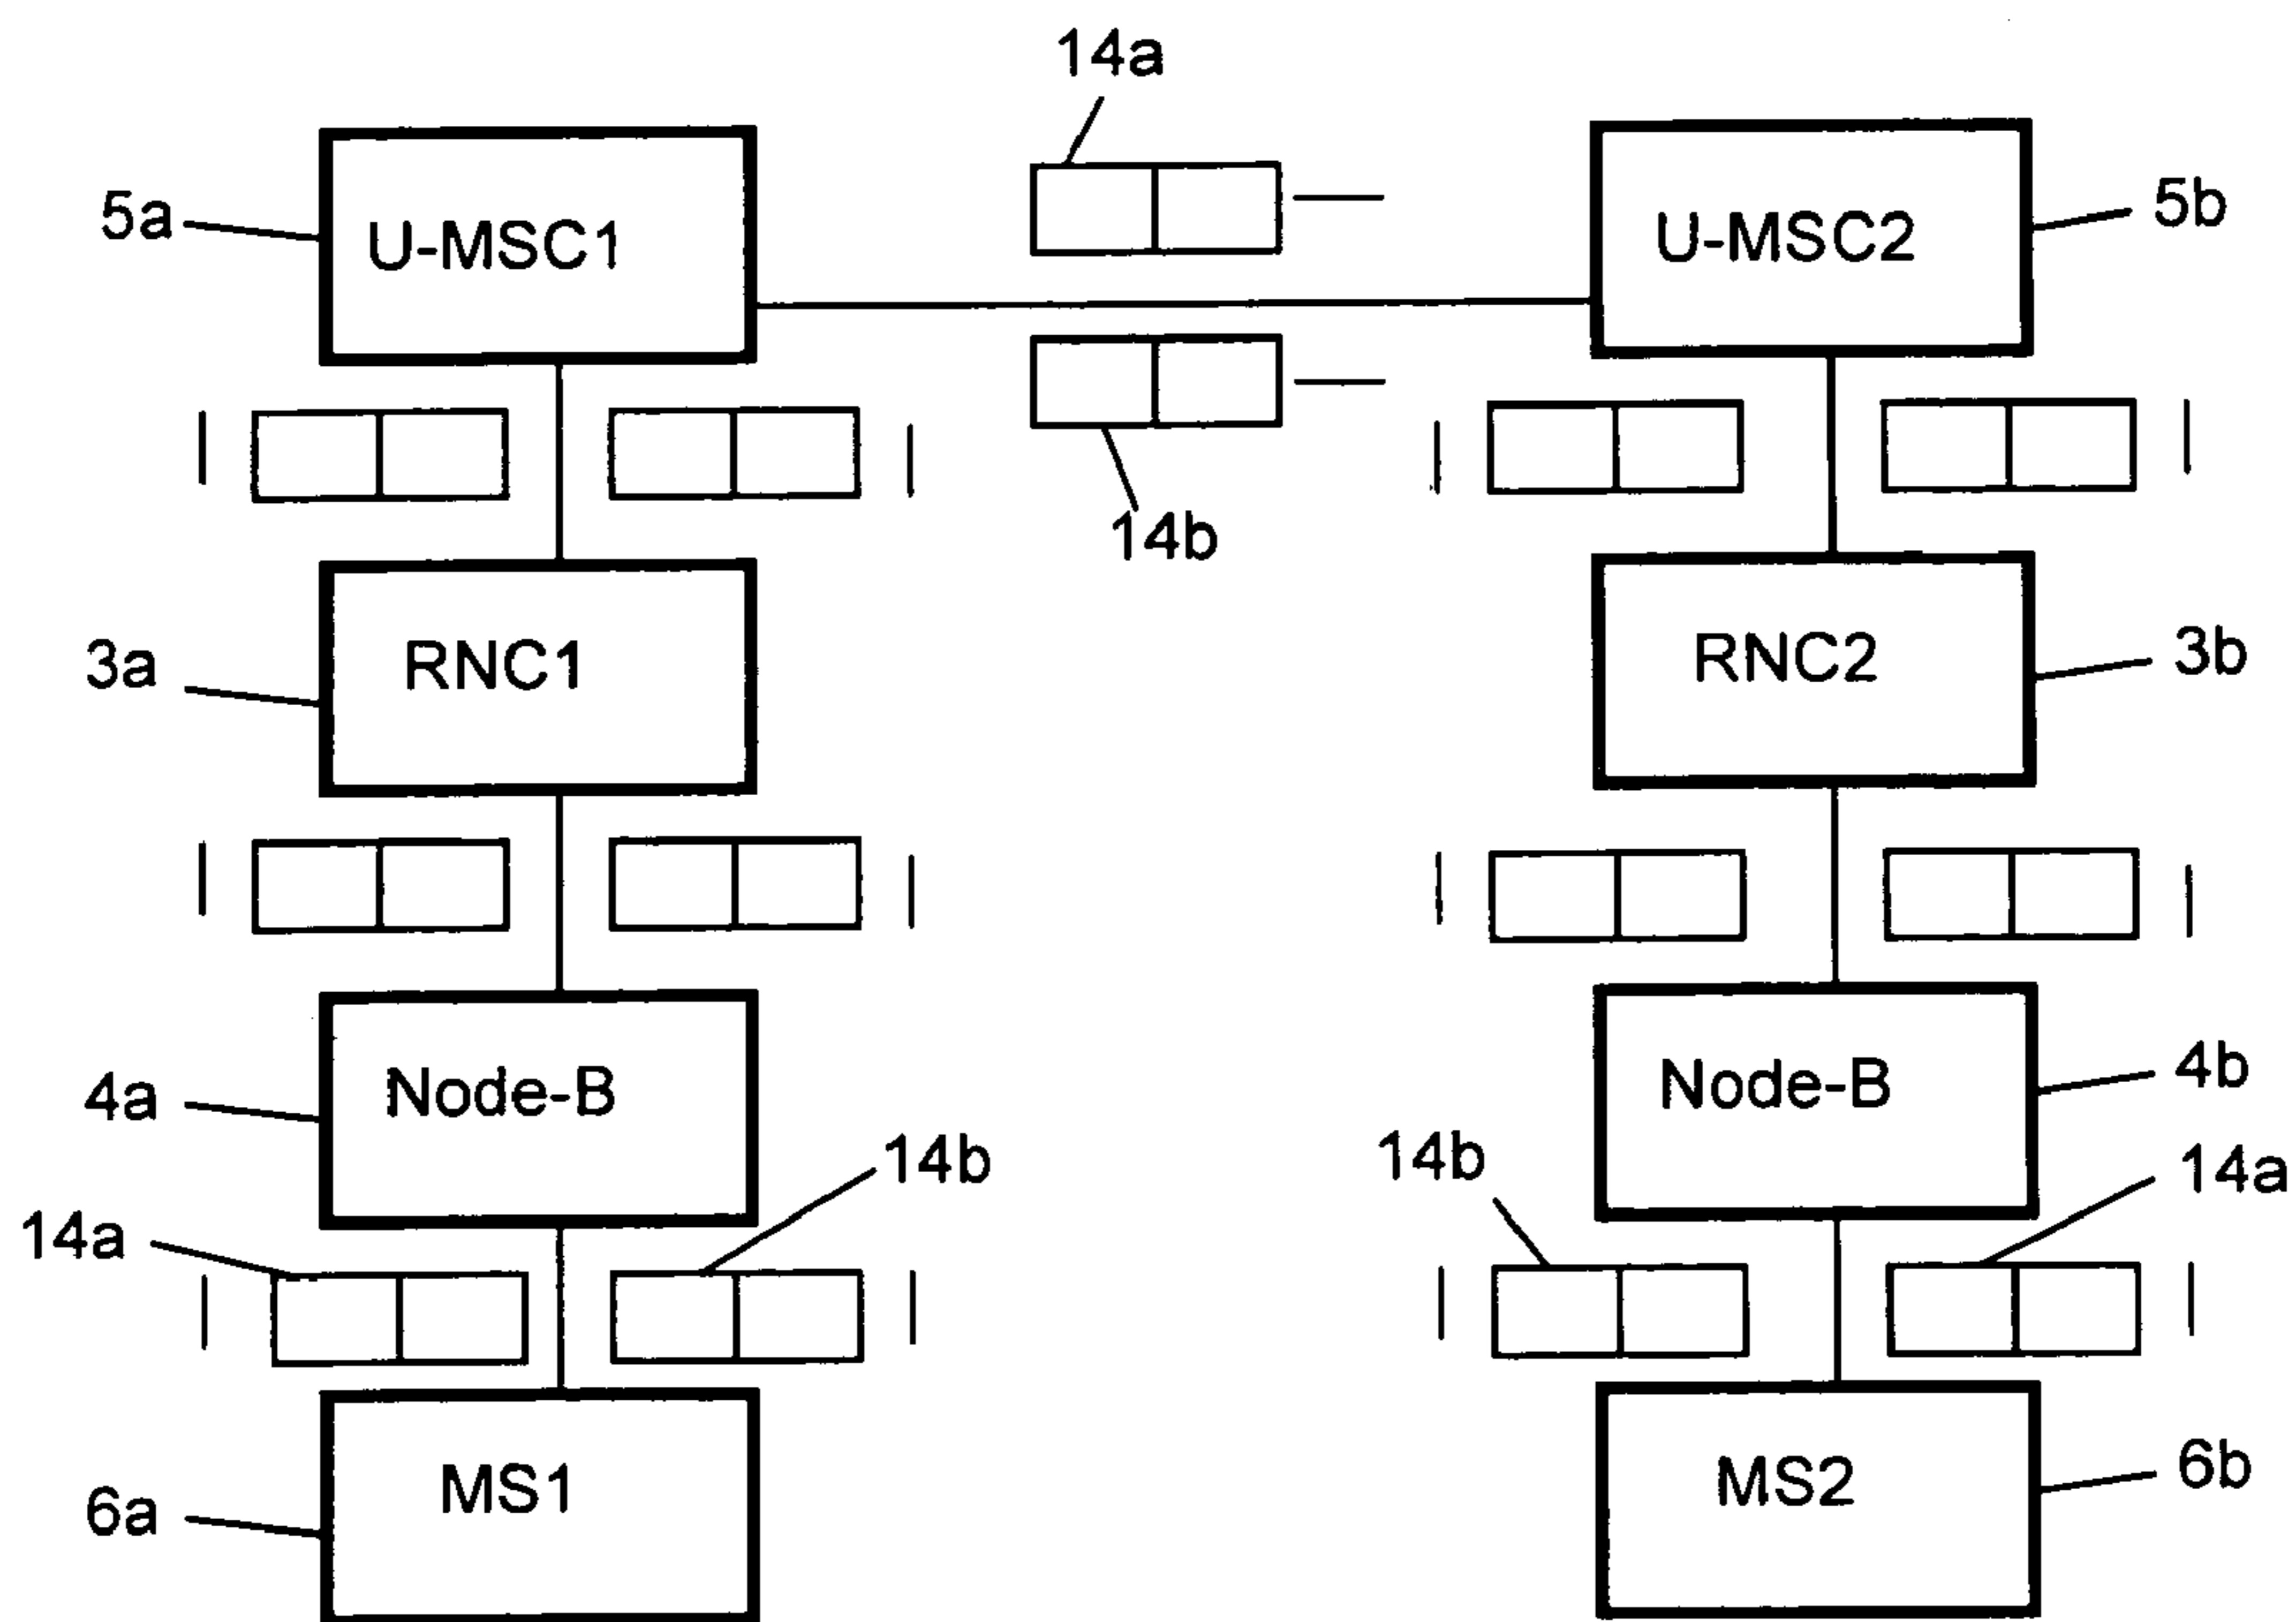 14a
5a
U-MSC1
U-MSC2
5b
14b
3a
RNC1
RNC2
3b
4a
Node-B
Node-B
4b
14a
14b
14b
14a
6a
MS1
MS2
6b